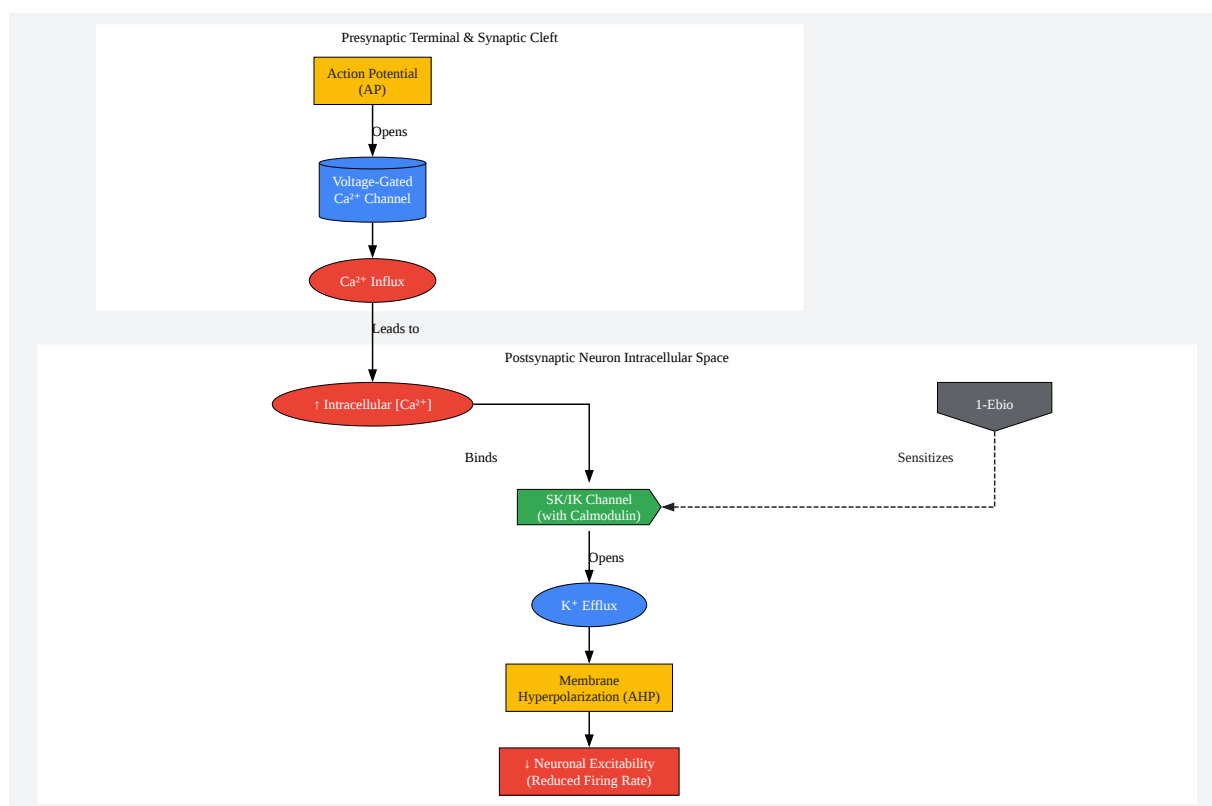 Presynaptic Terminal & Synaptic Cleft
Action Potential
(AP)
Opens
Voltage-Gated
Ca²⁺ Channel
Ca²⁺ Influx
Leads to
Postsynaptic Neuron Intracellular Space
↑ Intracellular [Ca²⁺]
1-Ebio
Binds
Sensitizes
SK/IK Channel
(with Calmodulin)
Opens
K⁺ Efflux
Membrane
Hyperpolarization (AHP)
↓ Neuronal Excitability
(Reduced Firing Rate)